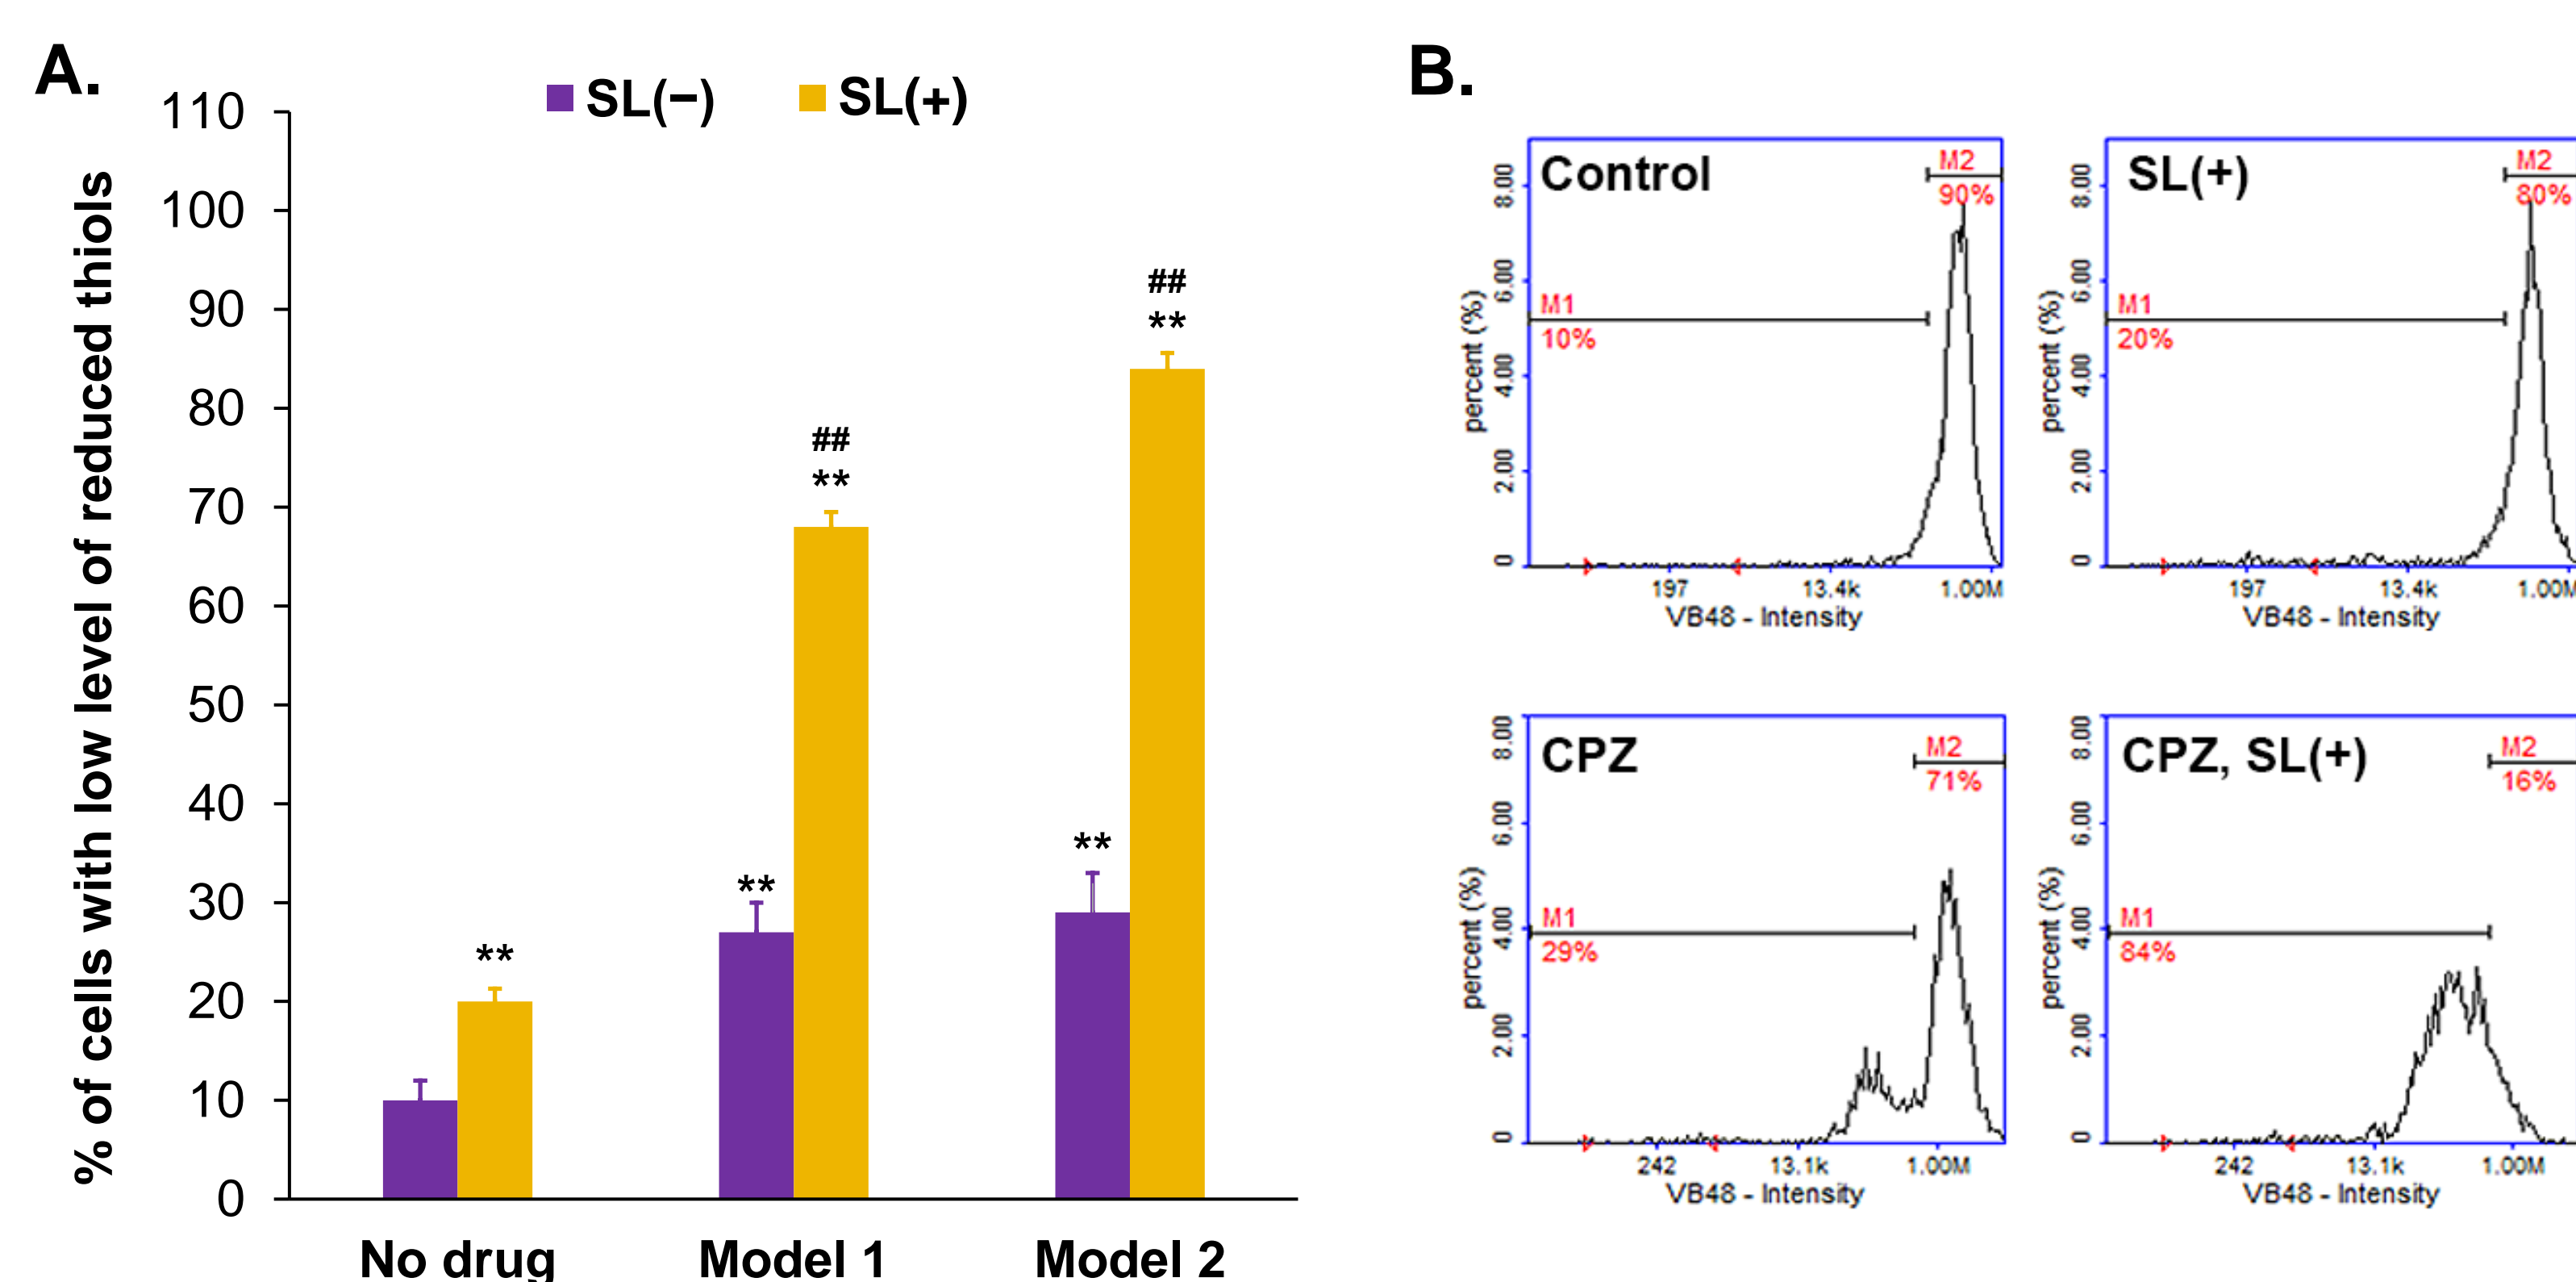 A.
SL(−) SL(+)
% of cells with low level of reduced thiols
110
100
90
80
70
60
50
40
30
20
10
0
**
**
##
**
**
##
**
No drug Model 1 Model 2
B.
Control
M2
90%
M1
10%
percent (%)
8.00
6.00
4.00
2.00
0
197 13.4k 1.00M
VB48 - Intensity
SL(+)
M2
80%
M1
20%
percent (%)
8.00
6.00
4.00
2.00
0
197 13.4k 1.00M
VB48 - Intensity
CPZ
M2
71%
M1
29%
percent (%)
8.00
6.00
4.00
2.00
0
242 13.1k 1.00M
VB48 - Intensity
CPZ, SL(+)
M2
16%
M1
84%
percent (%)
8.00
6.00
4.00
2.00
0
242 13.1k 1.00M
VB48 - Intensity